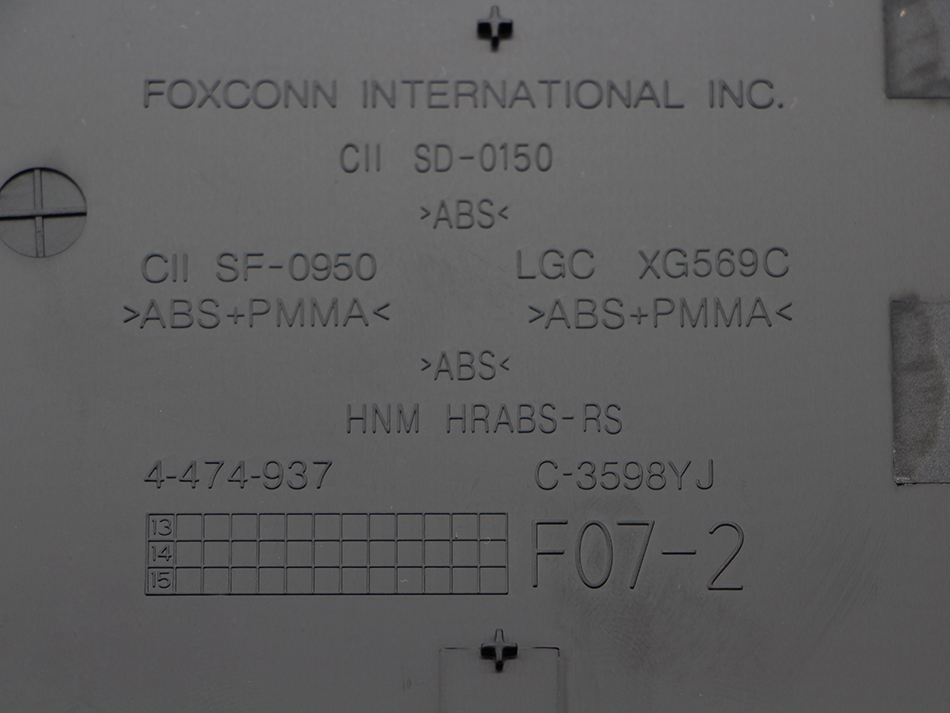 FOXCONN INTERNATIONAL INC.
CII SD-0150
>ABS<
CII SF-0950 LGC XG569C
>ABS+PMMA< >ABS+PMMA<
>ABS<
HNM HRABS-RS
4-474-937 C-3598YJ
13
14
15
F07-2